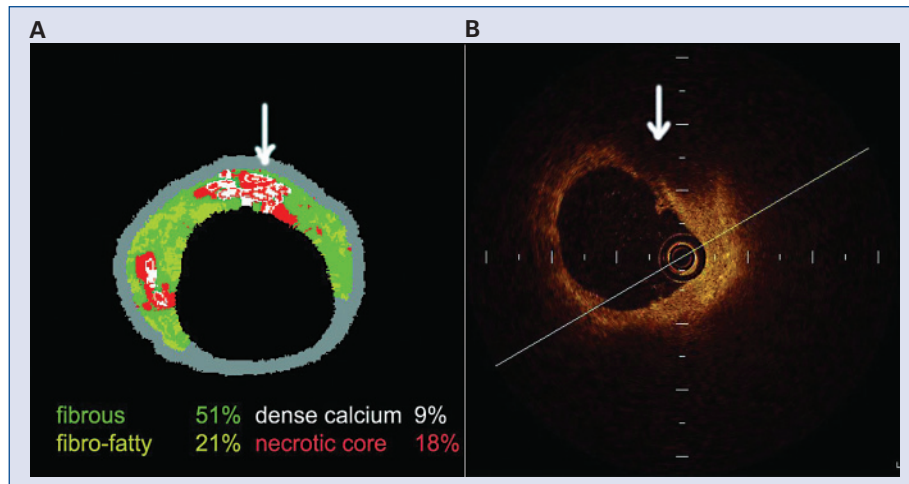 A
B
fibrous 51% dense calcium 9%
fibro-fatty 21% necrotic core 18%
L